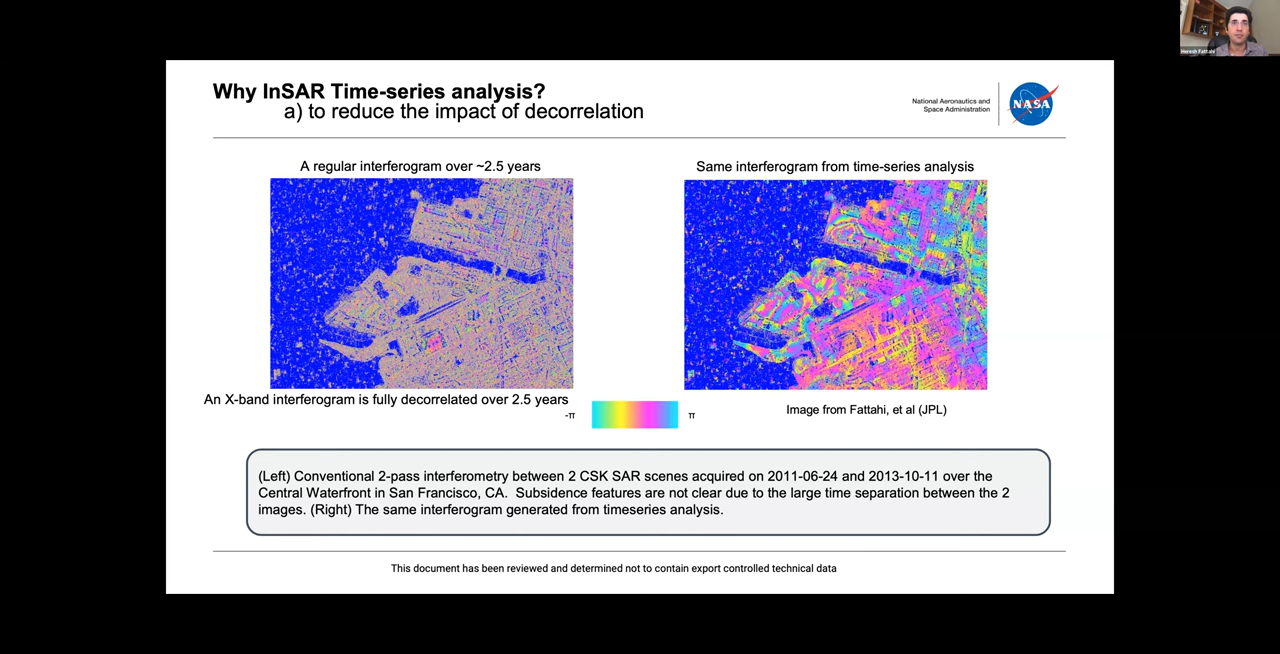 Heresh Fattahi
Why InSAR Time-series analysis?
a) to reduce the impact of decorrelation
National Aeronautics and
Space Administration
NASA
A regular interferogram over ~2.5 years
Same interferogram from time-series analysis
An X-band interferogram is fully decorrelated over 2.5 years
-π
π
Image from Fattahi, et al (JPL)
(Left) Conventional 2-pass interferometry between 2 CSK SAR scenes acquired on 2011-06-24 and 2013-10-11 over the
Central Waterfront in San Francisco, CA. Subsidence features are not clear due to the large time separation between the 2
images. (Right) The same interferogram generated from timeseries analysis.
This document has been reviewed and determined not to contain export controlled technical data